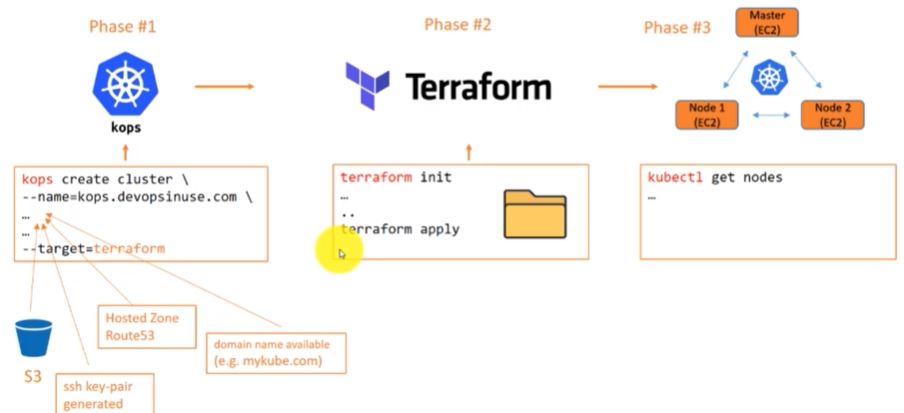 Phase #1
Phase #2
Phase #3
Master
(EC2)
kops
Terraform
Node 1
(EC2)
Node 2
(EC2)
kops create cluster \
--name=kops.devopsinuse.com \
…
…
--target=terraform
terraform init
…
..
terraform apply
kubectl get nodes
…
S3
ssh key-pair
generated
Hosted Zone
Route53
domain name available
(e.g. mykube.com)